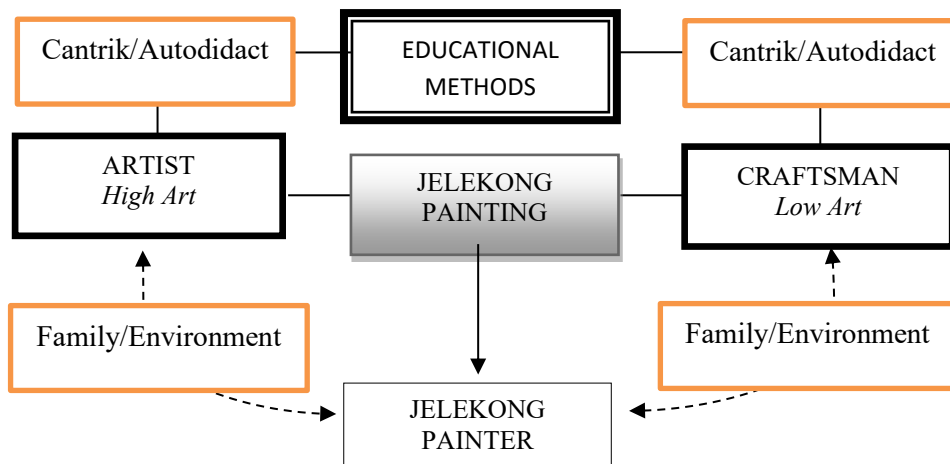 Cantrik/Autodidact
EDUCATIONAL
METHODS
Cantrik/Autodidact
ARTIST
High Art
JELEKONG
PAINTING
CRAFTSMAN
Low Art
Family/Environment
Family/Environment
JELEKONG
PAINTER